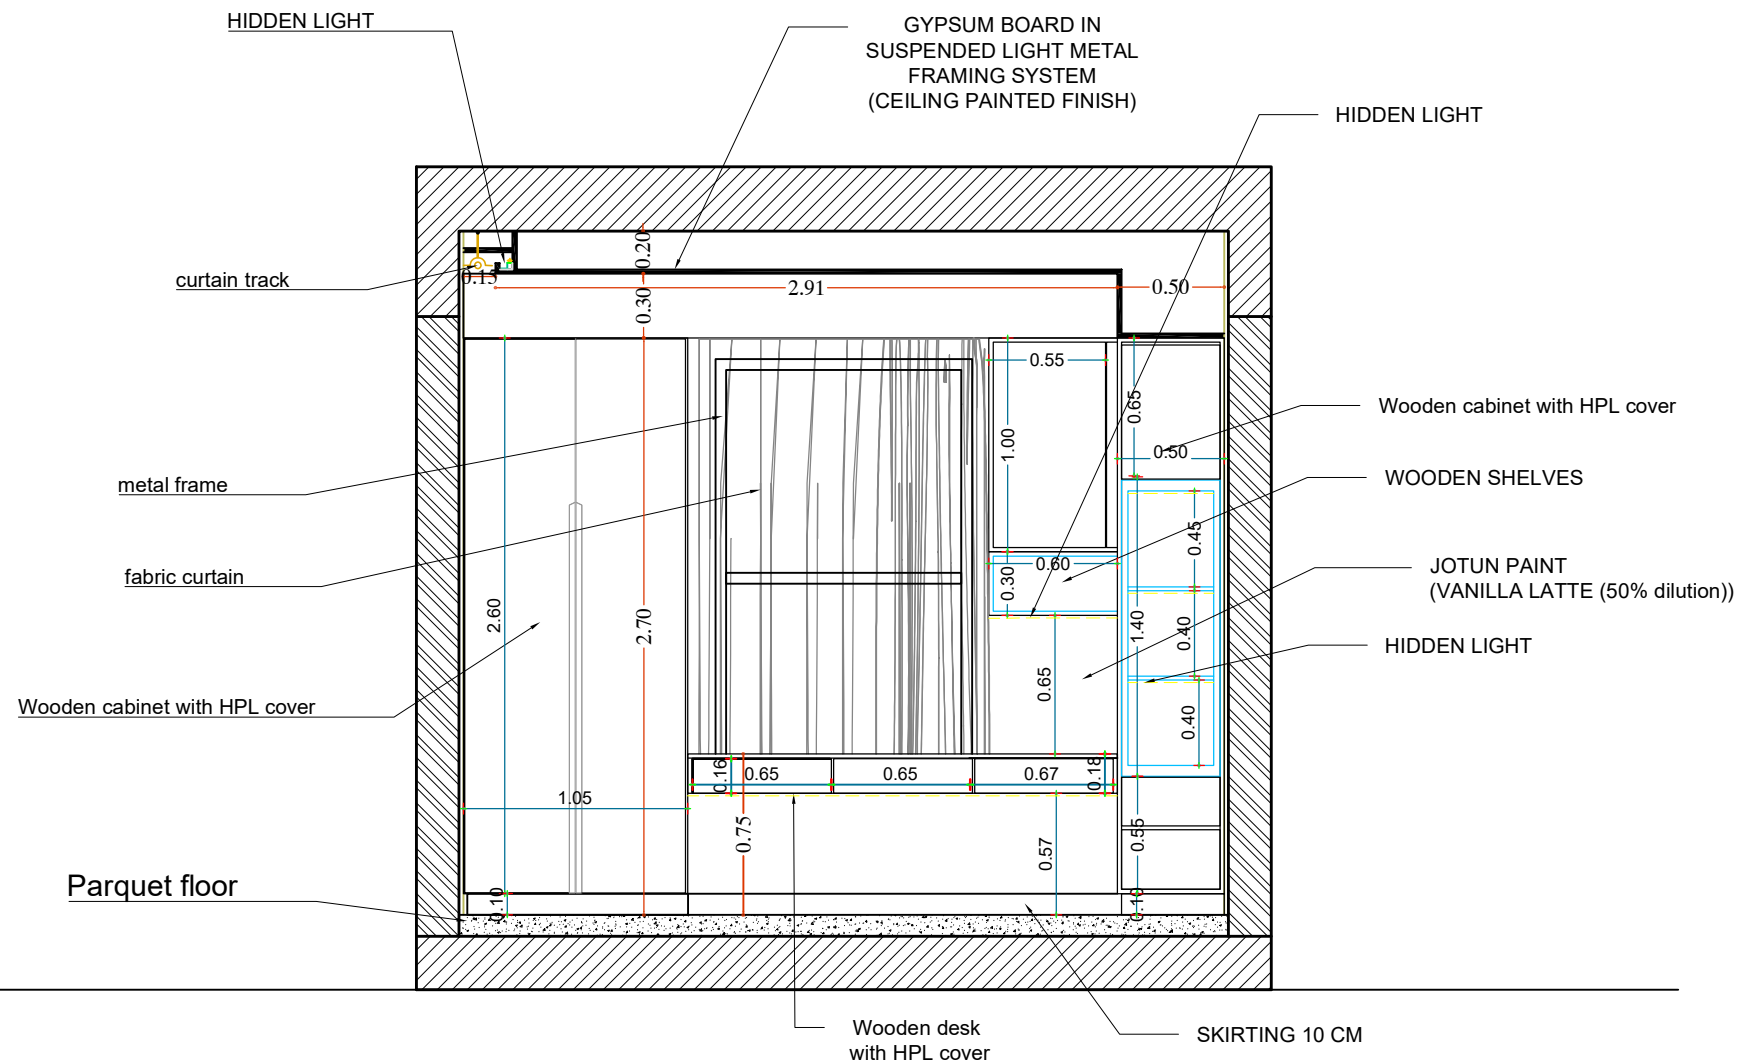 HIDDEN LIGHT
GYPSUM BOARD IN
SUSPENDED LIGHT METAL
FRAMING SYSTEM
(CEILING PAINTED FINISH)
HIDDEN LIGHT
curtain track
0.15
0.20
0.30
2.91
0.50
0.55
1.00
0.65
Wooden cabinet with HPL cover
0.50
WOODEN SHELVES
metal frame
fabric curtain
0.45
0.60
0.30
JOTUN PAINT
(VANILLA LATTE (50% dilution))
2.60
2.70
1.40
0.40
HIDDEN LIGHT
0.65
Wooden cabinet with HPL cover
0.40
0.16
0.65
0.65
0.67
0.18
1.05
0.75
0.57
0.55
Parquet floor
0.10
0.10
Wooden desk
with HPL cover
SKIRTING 10 CM